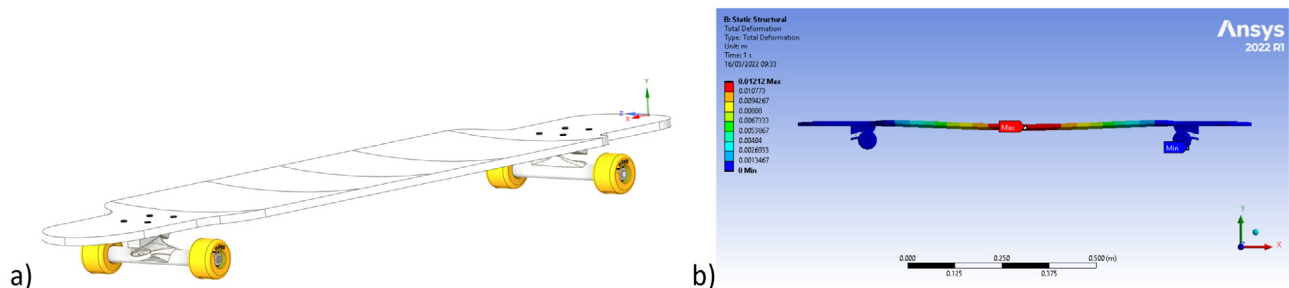 a)
Y
Z
X
B: Static Structural
Total Deformation
Type: Total Deformation
Unit: m
Time: 1 s
16/03/2022 09:33
0.01212 Max
0.010773
0.0094267
0.00808
0.0067333
0.0053867
0.00404
0.0026933
0.0013467
0 Min
Ansys
2022 R1
Max
Min
Y
Z
X
0.000
0.250
0.500 (m)
0.125
0.375
b)